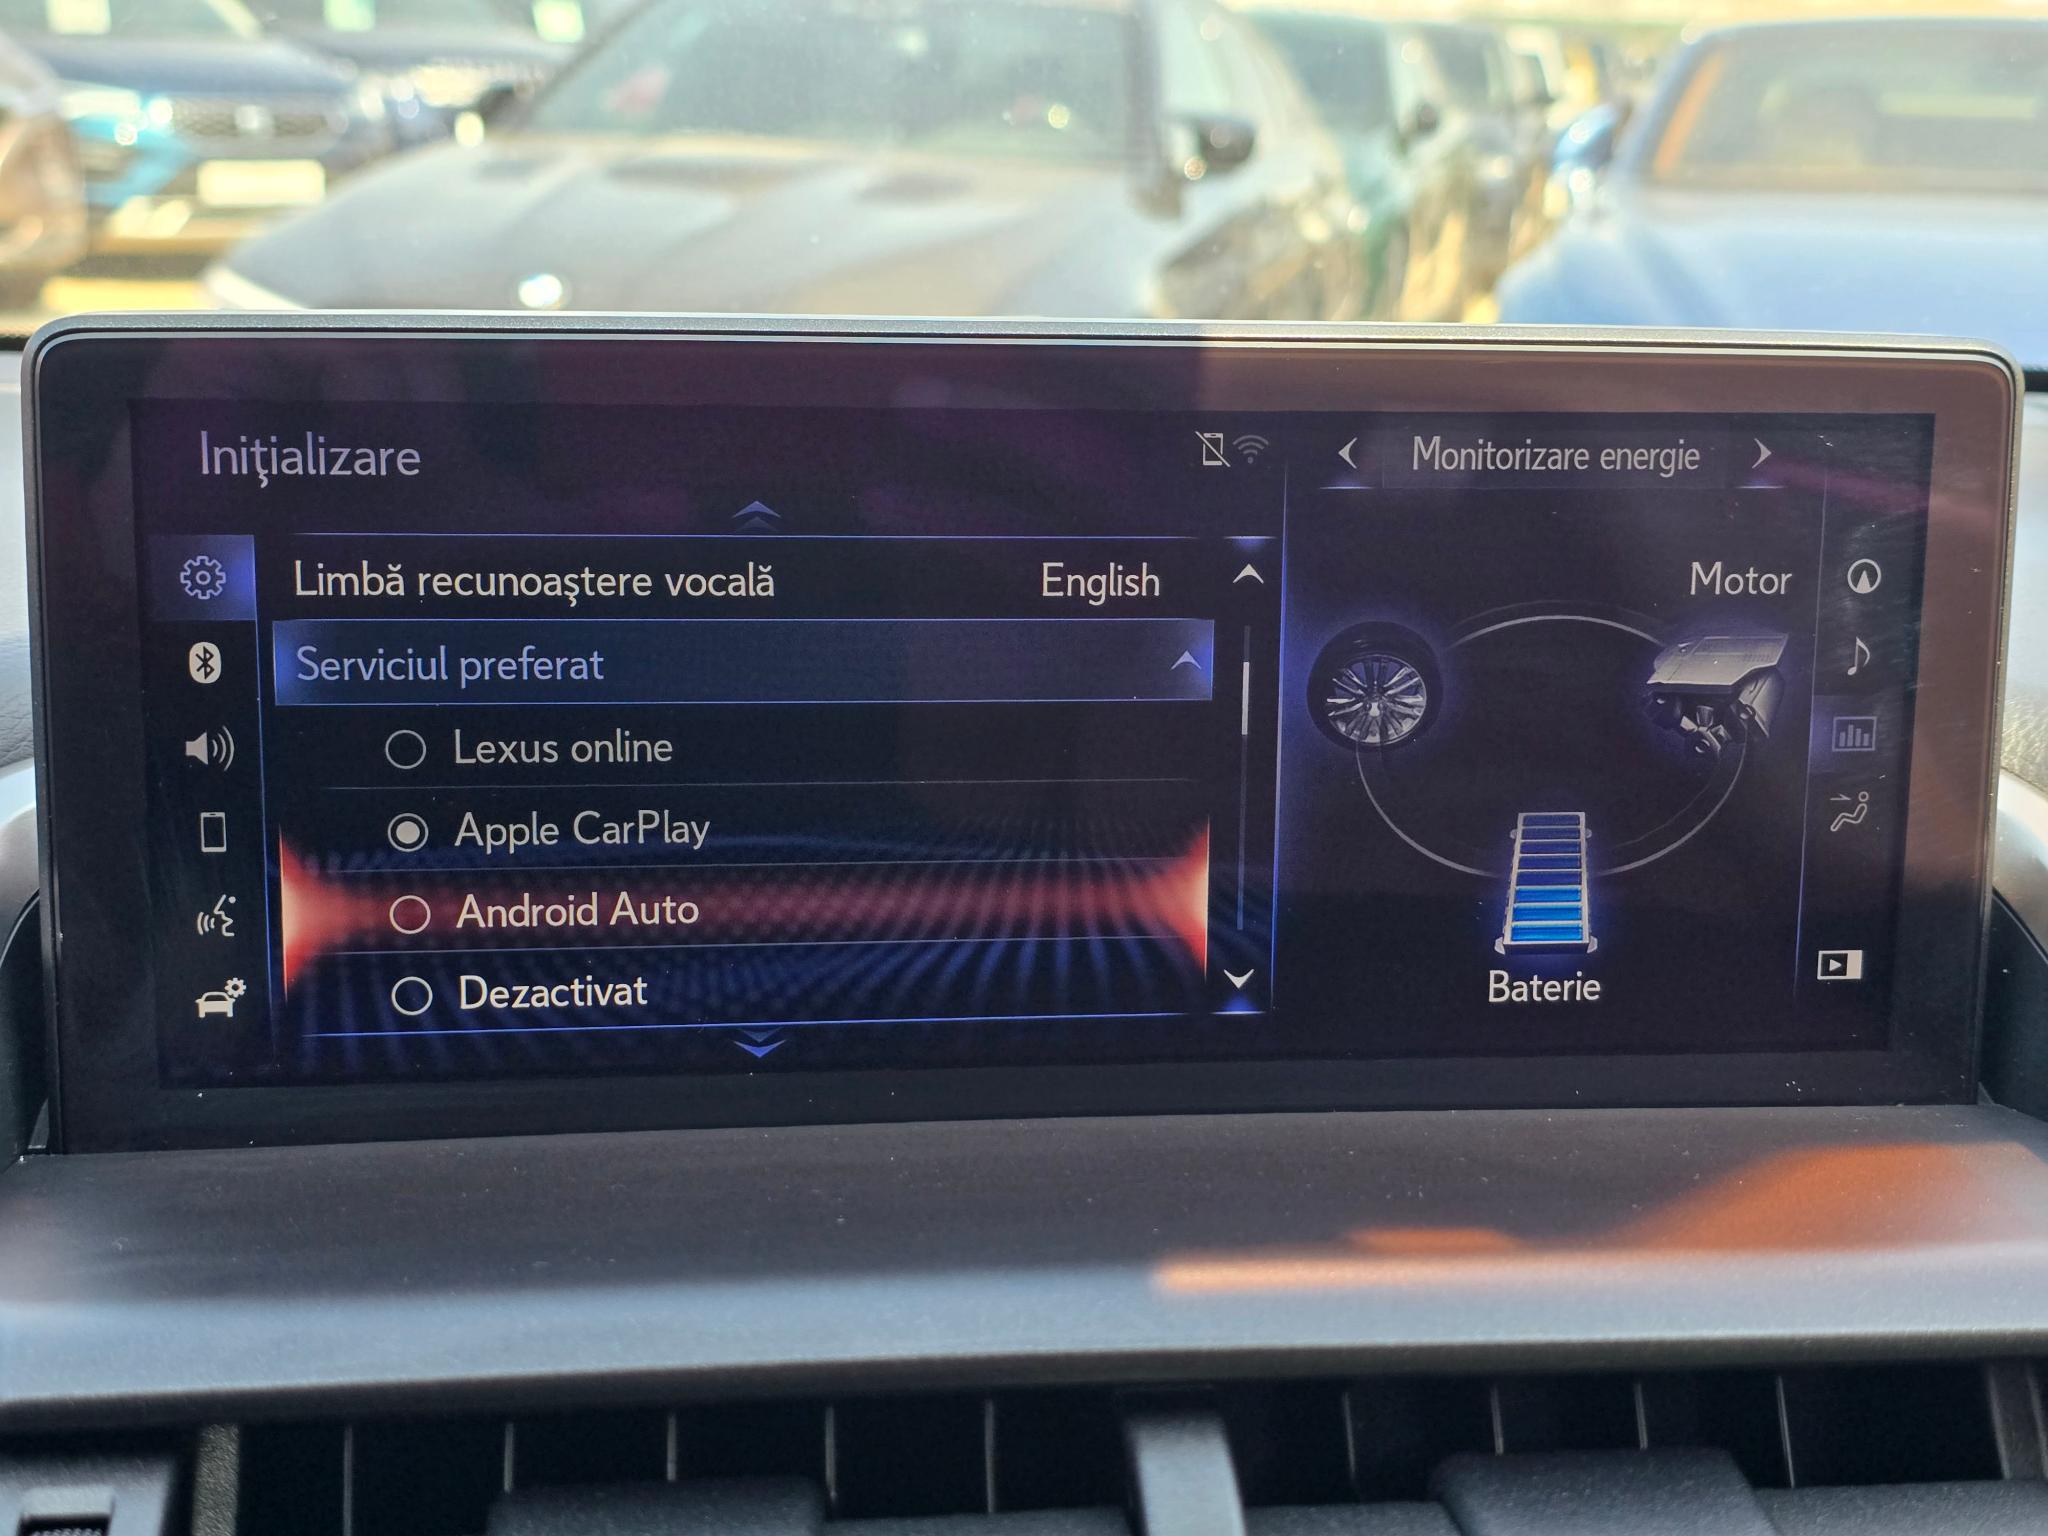 Iniţializare
Limbă recunoaştere vocală English
Serviciul preferat
Lexus online
Apple CarPlay
Android Auto
Dezactivat
Monitorizare energie
Motor
Baterie